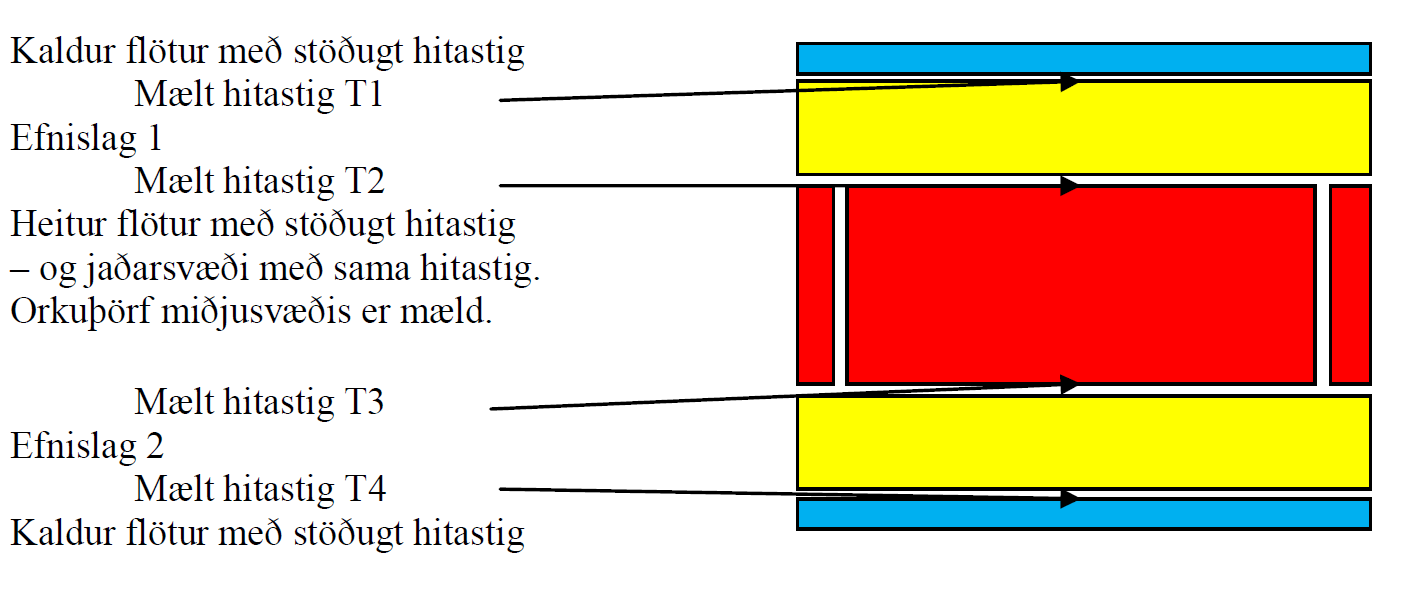 Kaldur flötur með stöðugt hitastig
Mælt hitastig T1
Efnislag 1
Mælt hitastig T2
Heitur flötur með stöðugt hitastig
– og jaðarsvæði með sama hitastig.
Orkuþörf miðjusvæðis er mæld.
Mælt hitastig T3
Efnislag 2
Mælt hitastig T4
Kaldur flötur með stöðugt hitastig